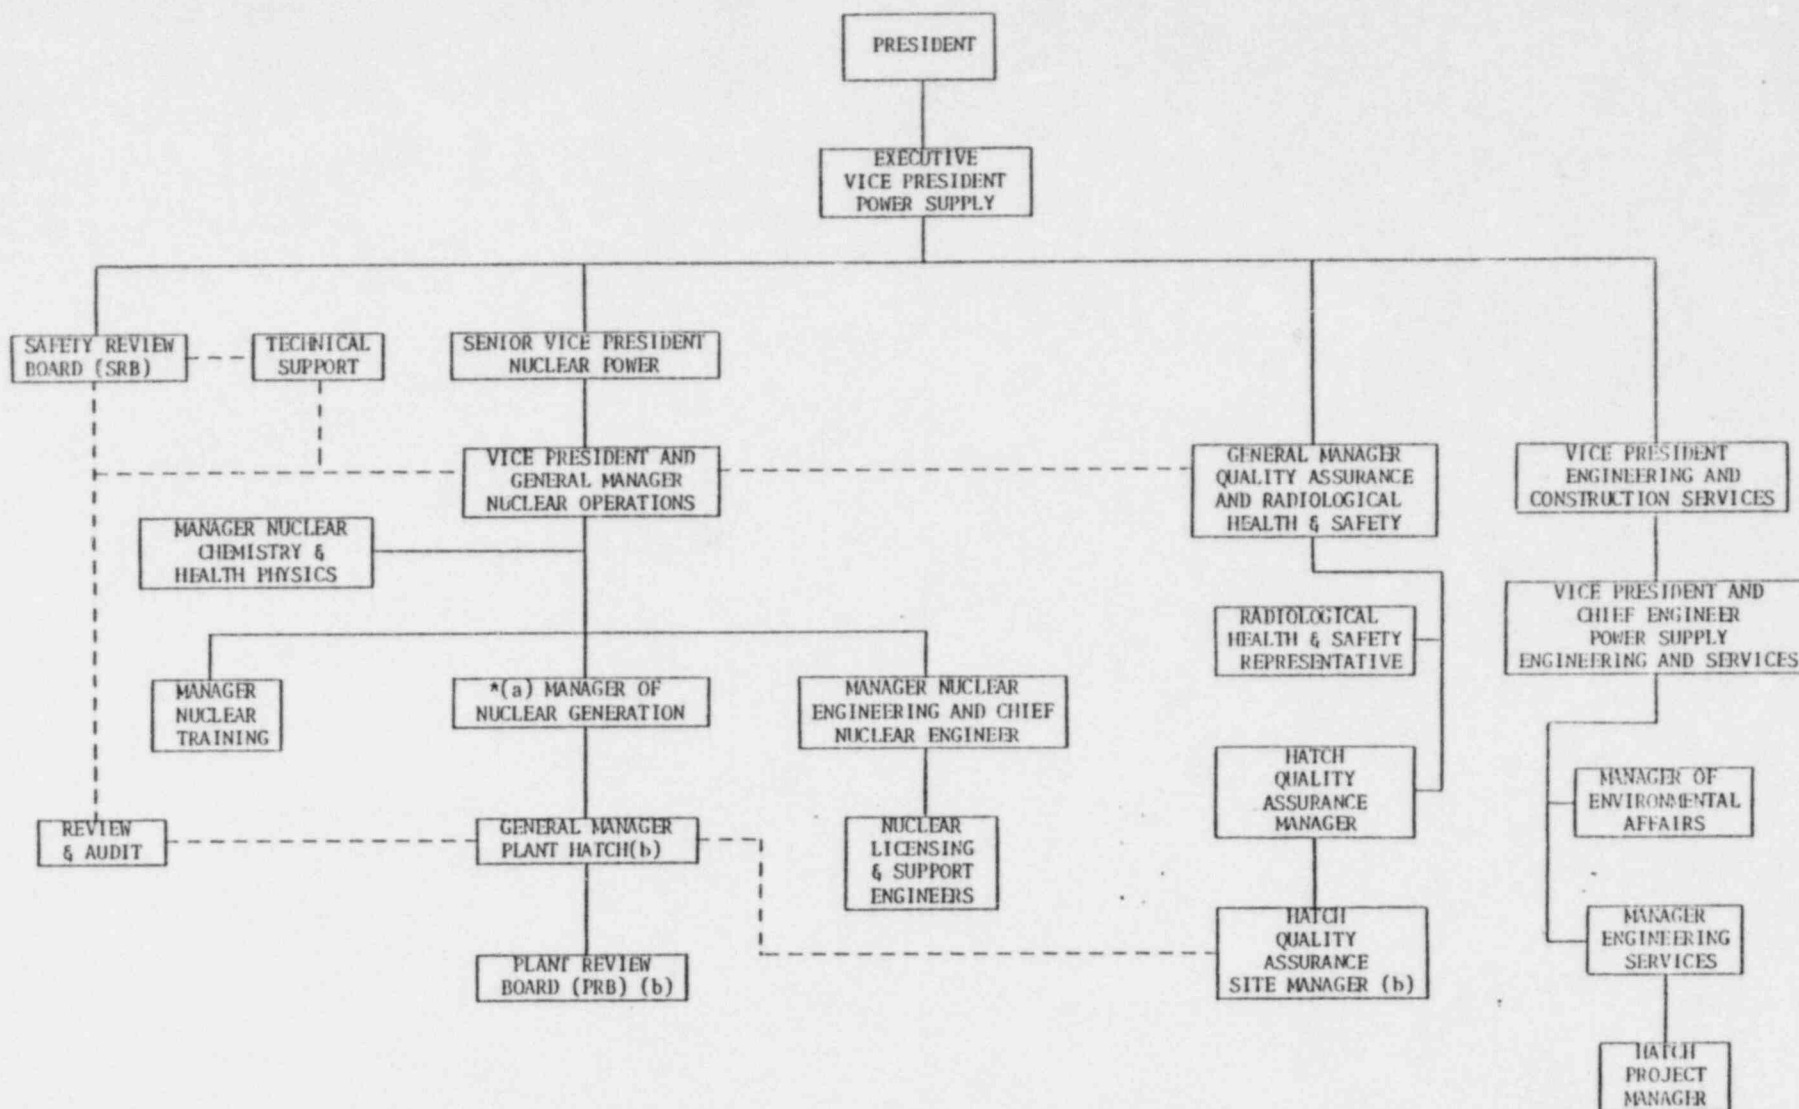 PRESIDENT
EXECUTIVE
VICE PRESIDENT
POWER SUPPLY
SAFETY REVIEW
BOARD (SRB)
TECHNICAL
SUPPORT
SENIOR VICE PRESIDENT
NUCLEAR POWER
VICE PRESIDENT AND
GENERAL MANAGER
NUCLEAR OPERATIONS
GENERAL MANAGER
QUALITY ASSURANCE
AND RADIOLOGICAL
HEALTH & SAFETY
VICE PRESIDENT
ENGINEERING AND
CONSTRUCTION SERVICES
MANAGER NUCLEAR
CHEMISTRY &
HEALTH PHYSICS
VICE PRESIDENT AND
CHIEF ENGINEER
POWER SUPPLY
ENGINEERING AND SERVICES
RADIOLOGICAL
HEALTH & SAFETY
REPRESENTATIVE
MANAGER
NUCLEAR
TRAINING
*(a) MANAGER OF
NUCLEAR GENERATION
MANAGER NUCLEAR
ENGINEERING AND CHIEF
NUCLEAR ENGINEER
HATCH
QUALITY
ASSURANCE
MANAGER
MANAGER OF
ENVIRONMENTAL
AFFAIRS
REVIEW
& AUDIT
GENERAL MANAGER
PLANT HATCH(b)
NUCLEAR
LICENSING
& SUPPORT
ENGINEERS
HATCH
QUALITY
ASSURANCE
SITE MANAGER (b)
MANAGER
ENGINEERING
SERVICES
PLANT REVIEW
BOARD (PRB) (b)
HATCH
PROJECT
MANAGER